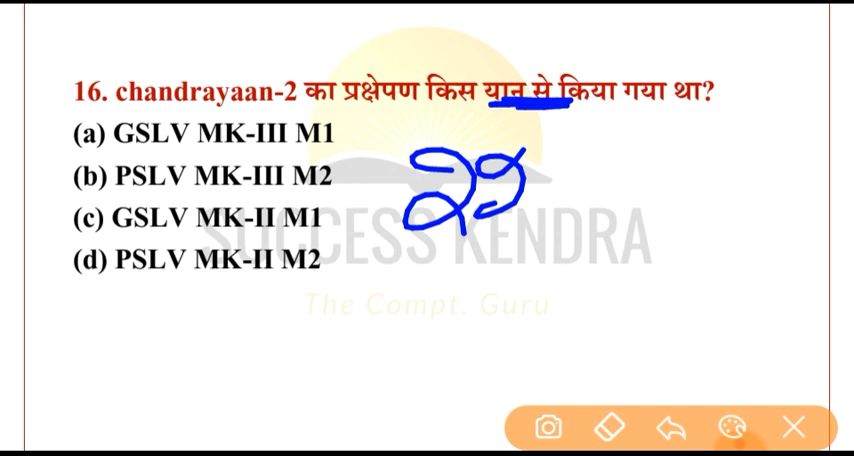 16. chandrayaan-2 का प्रक्षेपण किस यान से किया गया था?
(a) GSLV MK-III M1
(b) PSLV MK-III M2
(c) GSLV MK-II M1
(d) PSLV MK-II M2
SUCCESS KENDRA
The Compt. Guru